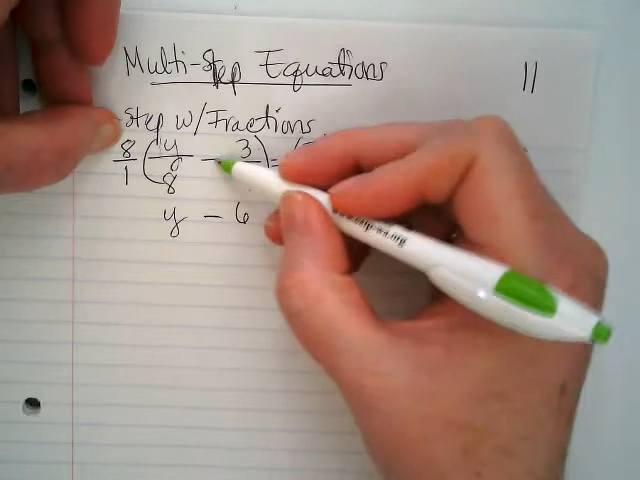 Multi-Step Equations 11
-Step w/Fractions
8/1 (y/8 - 3) =
y - 6